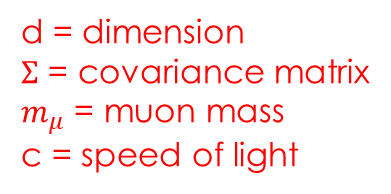 d = dimension
Σ = covariance matrix
𝑚𝜇 = muon mass
c = speed of light